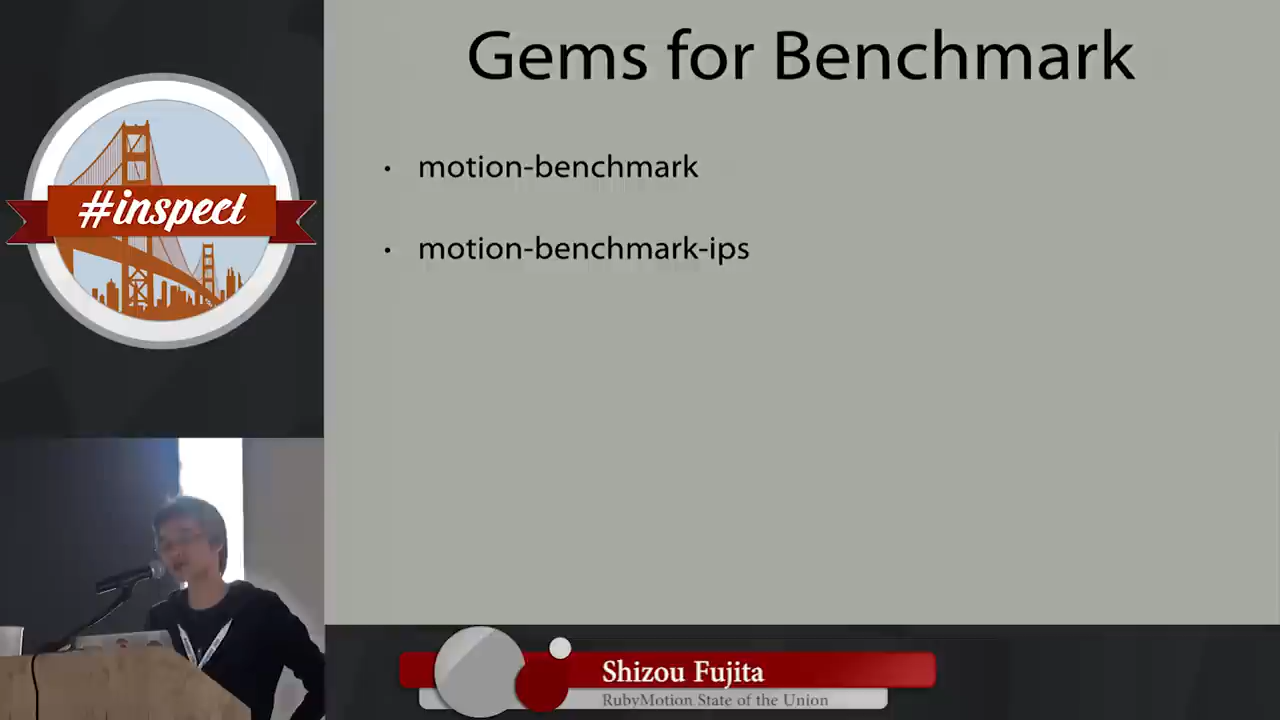 Gems for Benchmark
• motion-benchmark
• motion-benchmark-ips
#inspect
Shizou Fujita
RubyMotion State of the Union